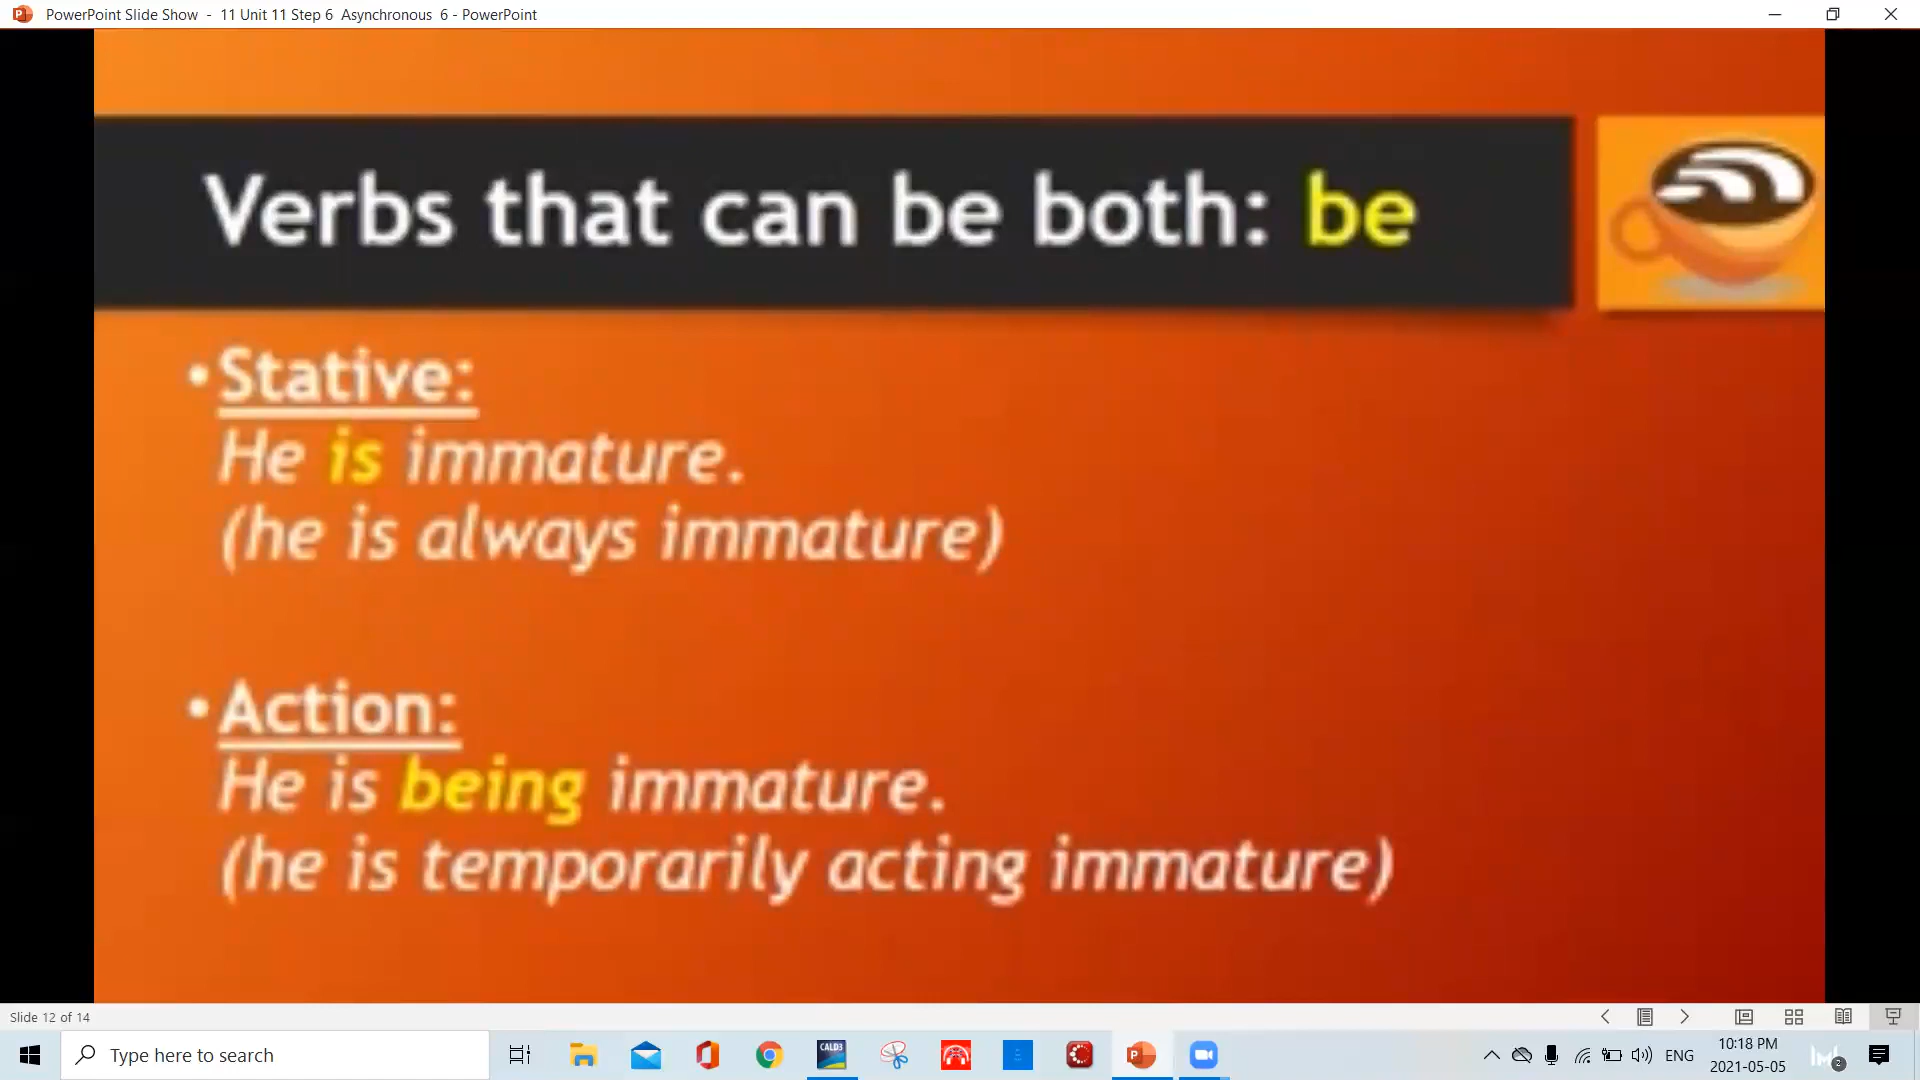 PowerPoint Slide Show - 11 Unit 11 Step 6 Asynchronous 6 - PowerPoint
Verbs that can be both: be
•Stative:
He is immature.
(he is always immature)
•Action:
He is being immature.
(he is temporarily acting immature)
Slide 12 of 14
Type here to search
CALD3
ENG
10:18 PM
2021-05-05
2